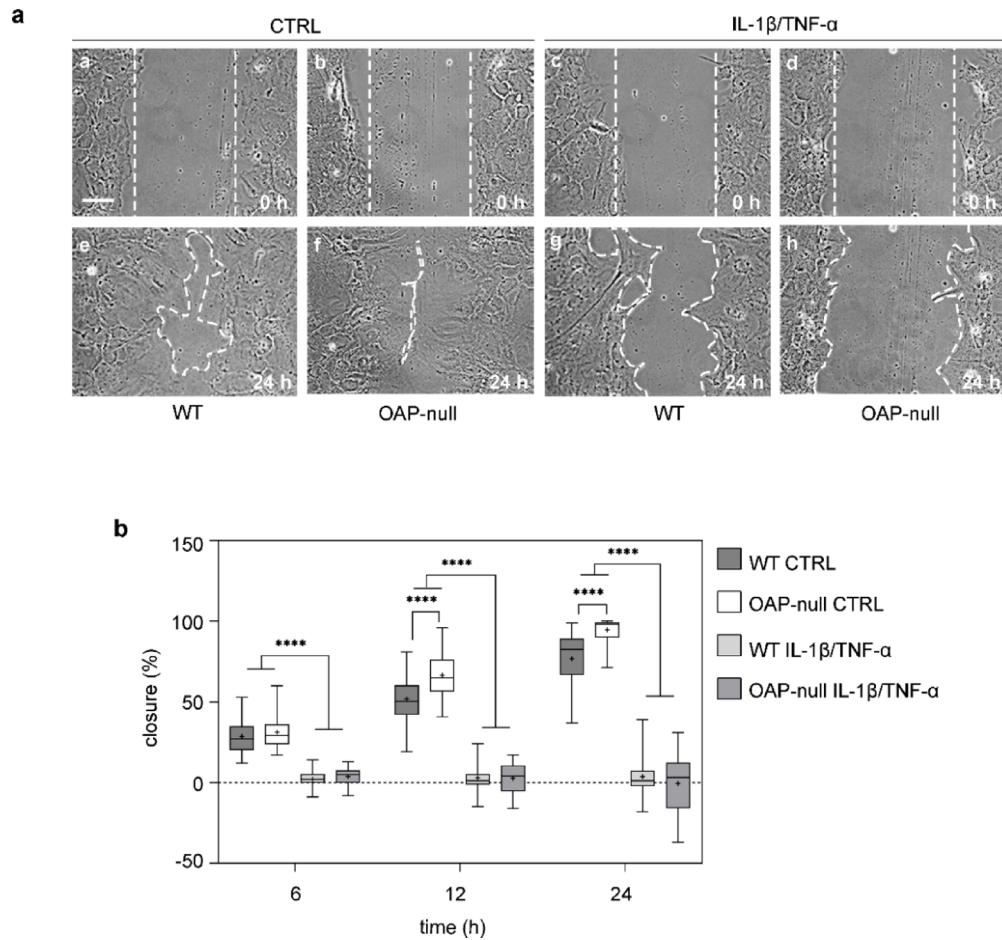 a
CTRL
IL-1β/TNF-α
a
b
c
d
0 h
0 h
0 h
0 h
e
f
g
h
24 h
24 h
24 h
24 h
WT
OAP-null
WT
OAP-null
b
150
100
50
0
-50
closure (%)
****
****
****
****
****
6
12
24
time (h)
WT CTRL
OAP-null CTRL
WT IL-1β/TNF-α
OAP-null IL-1β/TNF-α